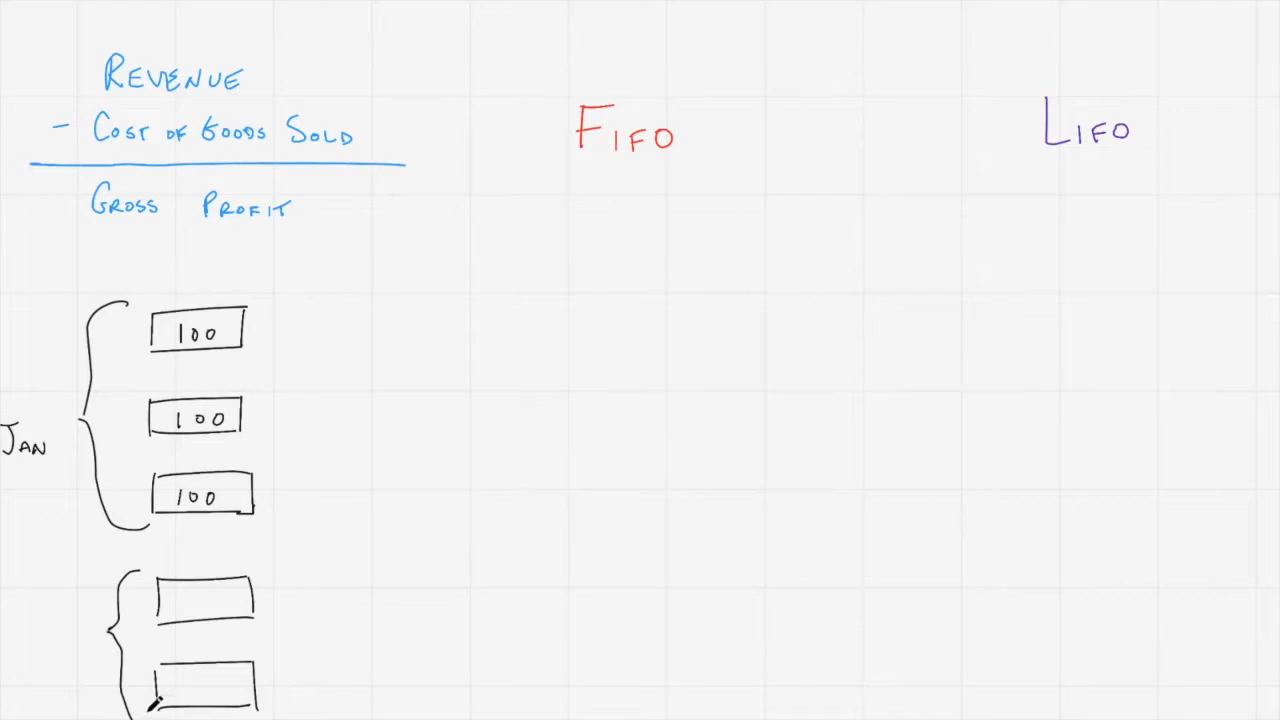 REVENUE
- COST OF GOODS SOLD
GROSS PROFIT
FIFO
LIFO
100
100
JAN
100